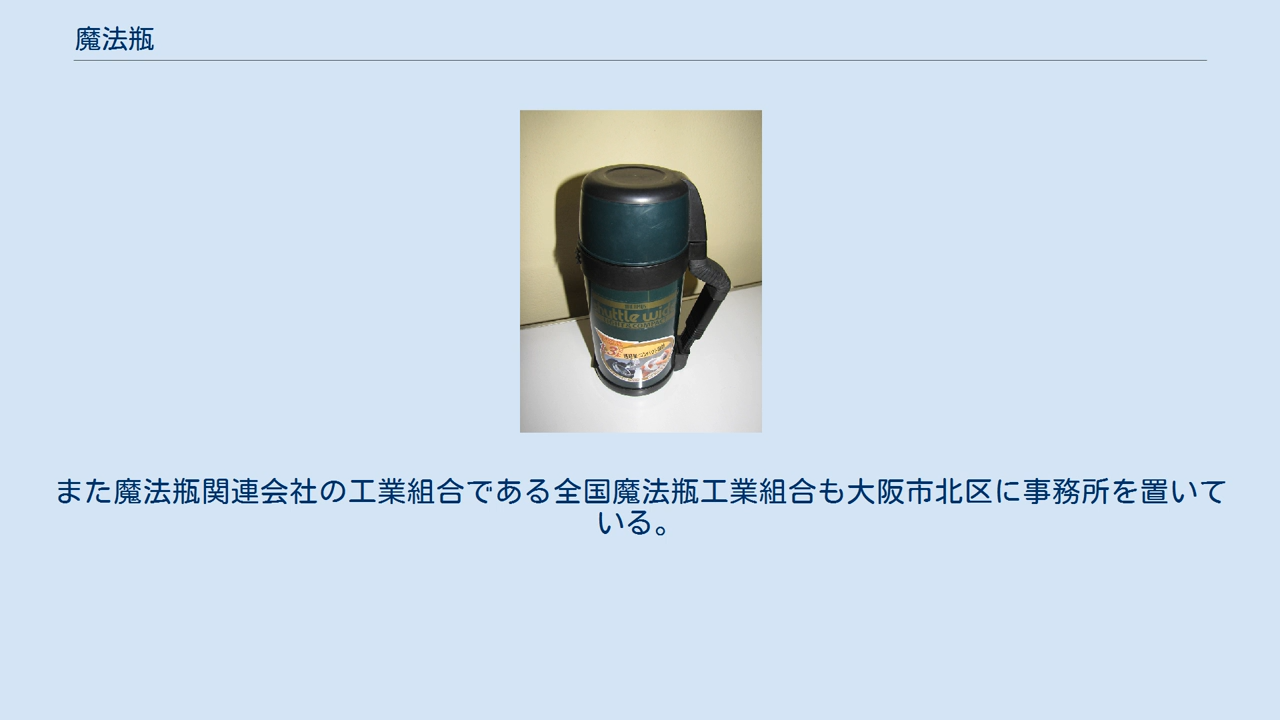 魔法瓶
また魔法瓶関連会社の工業組合である全国魔法瓶工業組合も大阪市北区に事務所を置いて
いる。